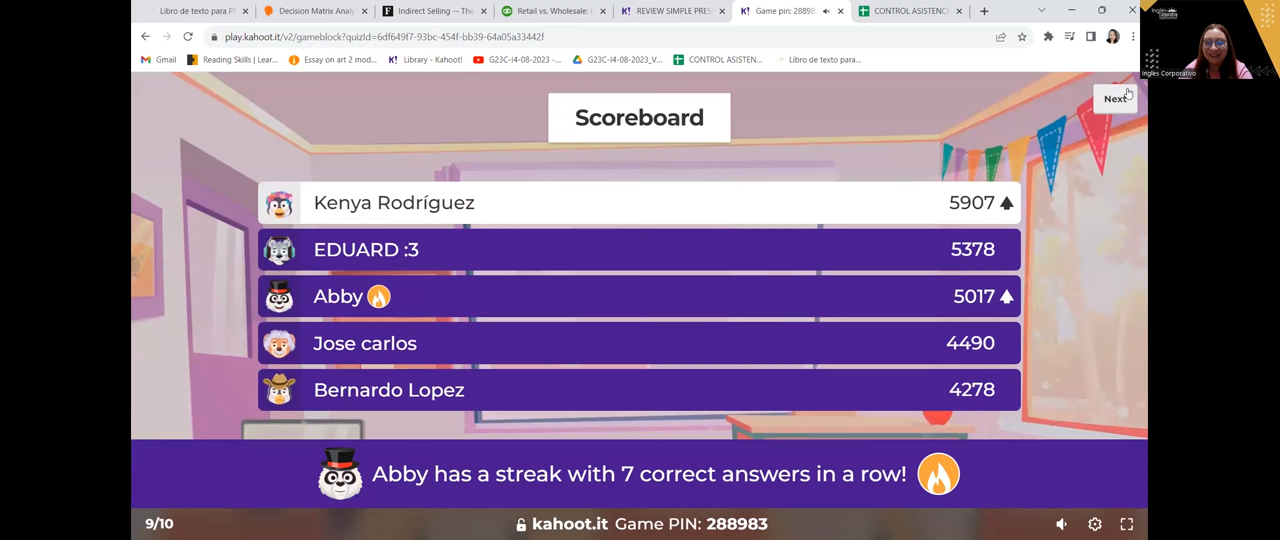 Libro de texto para P
Decision Matrix Anal
Indirect Selling -- The
Retail vs. Wholesale:
REVIEW SIMPLE PRES
Game pin: 28898
CONTROL ASISTENC
play.kahoot.it/v2/gameblock?quizId=6df649f7-93bc-454f-bb39-64a05a33442f
Gmail
Reading Skills | Lear...
Essay on art 2 mod...
Library - Kahoot!
G23C-I4-08-2023 -...
G23C-I4-08-2023_V...
CONTROL ASISTEN...
Libro de texto para...
Inglés Corporativo
Scoreboard
Next
Kenya Rodríguez 5907
EDUARD :3 5378
Abby 5017
Jose carlos 4490
Bernardo Lopez 4278
Abby has a streak with 7 correct answers in a row!
9/10
kahoot.it Game PIN: 288983